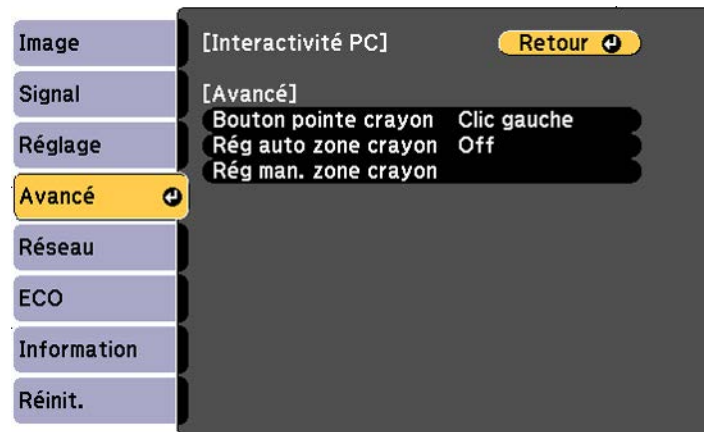 Image
Signal
Réglage
Avancé
Réseau
ECO
Information
Réinit.
[Interactivité PC] Retour
[Avancé]
Bouton pointe crayon Clic gauche
Rég auto zone crayon Off
Rég man. zone crayon